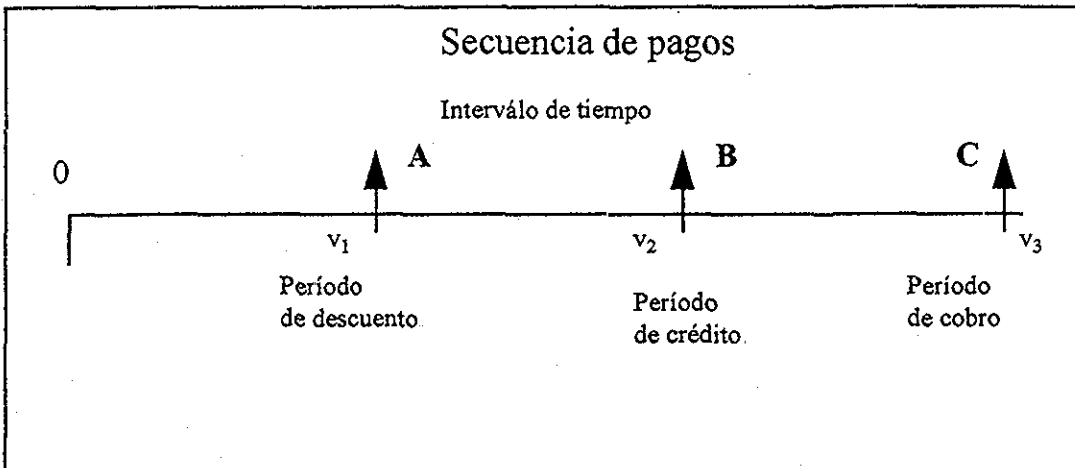 Secuencia de pagos
Interválo de tiempo
0
A
B
C
v1
v2
v3
Período
de descuento
Período
de crédito
Período
de cobro